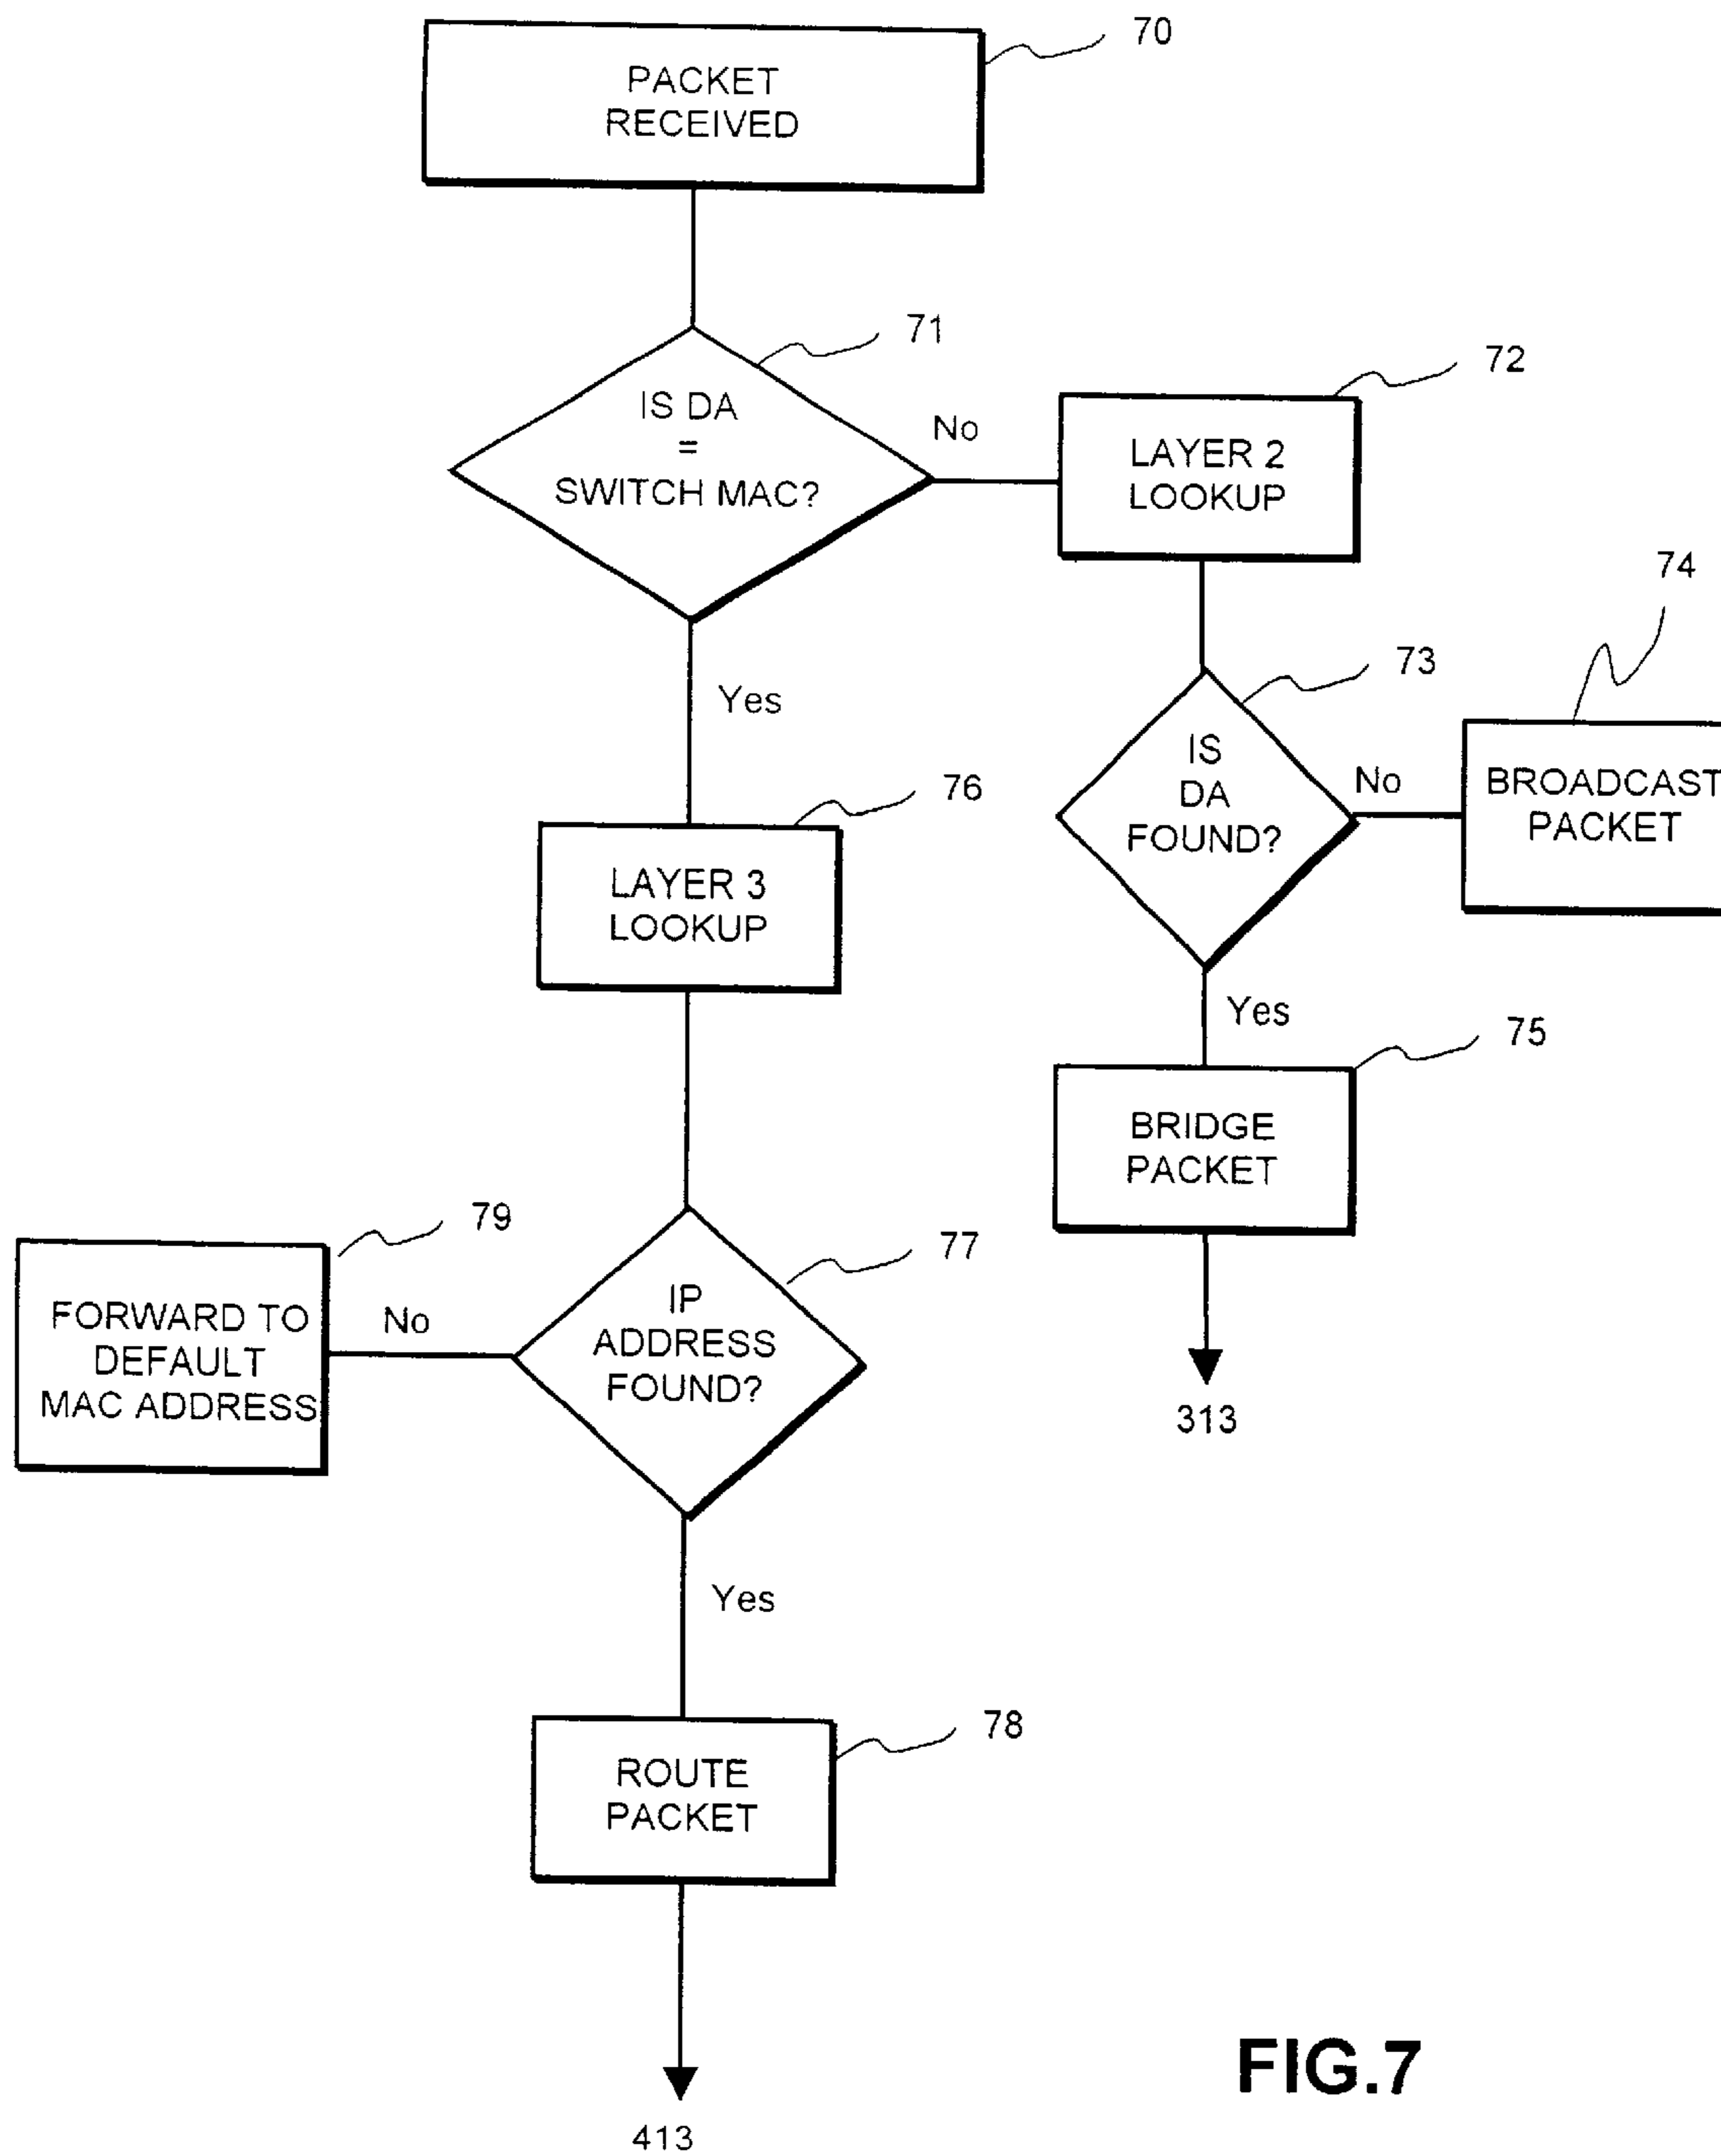 70
PACKET
RECEIVED
71
IS DA
=
SWITCH MAC?
No
72
LAYER 2
LOOKUP
Yes
73
IS
DA
FOUND?
No
74
BROADCAST
PACKET
Yes
75
BRIDGE
PACKET
313
76
LAYER 3
LOOKUP
77
IP
ADDRESS
FOUND?
No
79
FORWARD TO
DEFAULT
MAC ADDRESS
Yes
78
ROUTE
PACKET
413
FIG.7